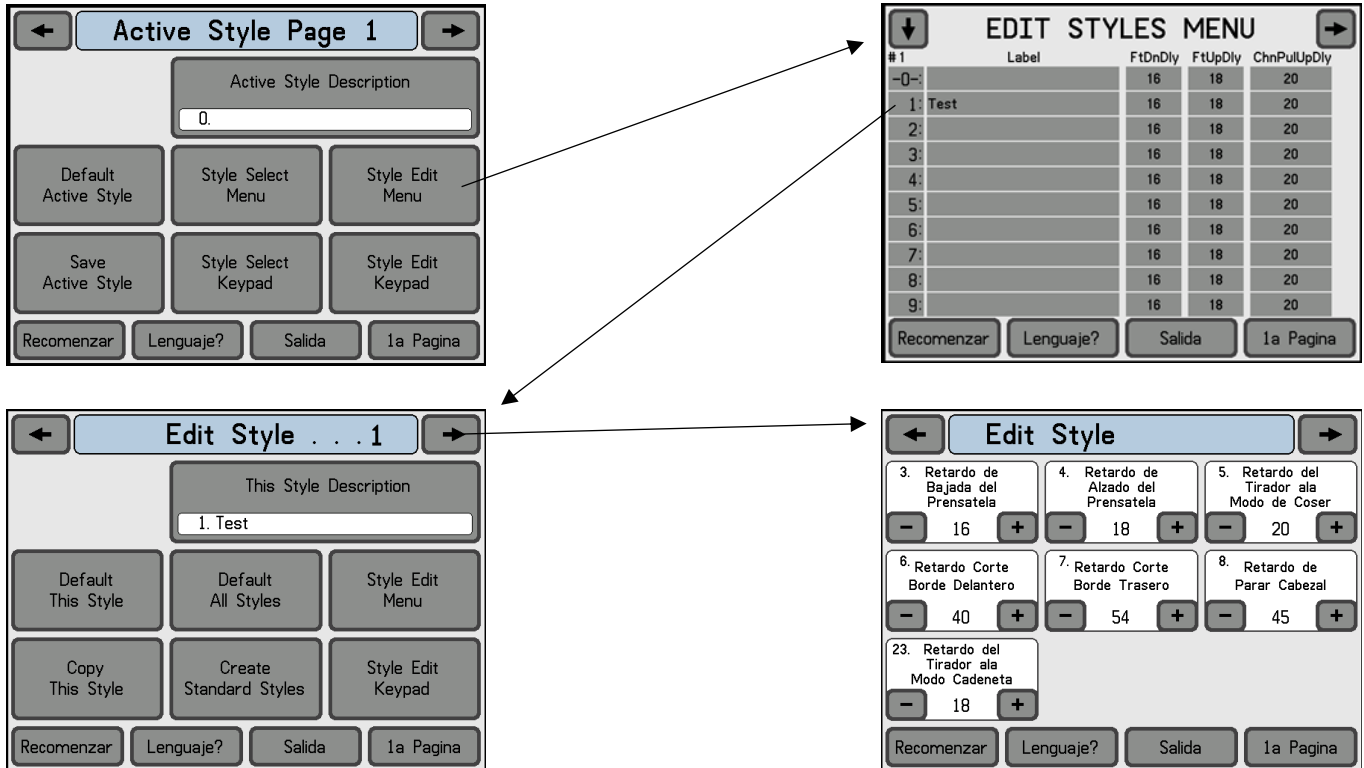 Active Style Page 1
Active Style Description
0.
Default
Active Style
Style Select
Menu
Style Edit
Menu
Save
Active Style
Style Select
Keypad
Style Edit
Keypad
Recomenzar Lenguaje? Salida 1a Pagina
EDIT STYLES MENU
#1 Label FtDnDly FtUpDly ChnPulUpDly
-0-: 16 18 20
1: Test 16 18 20
2: 16 18 20
3: 16 18 20
4: 16 18 20
5: 16 18 20
6: 16 18 20
7: 16 18 20
8: 16 18 20
9: 16 18 20
Recomenzar Lenguaje? Salida 1a Pagina
Edit Style . . . 1
This Style Description
1. Test
Default
This Style
Default
All Styles
Style Edit
Menu
Copy
This Style
Create
Standard Styles
Style Edit
Keypad
Recomenzar Lenguaje? Salida 1a Pagina
Edit Style
3. Retardo de
Bajada del
Prensatela
- 16 +
4. Retardo de
Alzado del
Prensatela
- 18 +
5. Retardo del
Tirador ala
Modo de Coser
- 20 +
6. Retardo Corte
Borde Delantero
- 40 +
7. Retardo Corte
Borde Trasero
- 54 +
8. Retardo de
Parar Cabezal
- 45 +
23. Retardo del
Tirador ala
Modo Cadeneta
- 18 +
Recomenzar Lenguaje? Salida 1a Pagina